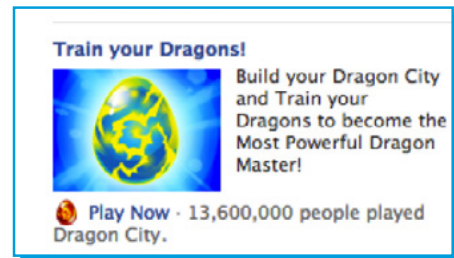 Train your Dragons!
Build your Dragon City
and Train your
Dragons to become the
Most Powerful Dragon
Master!
Play Now · 13,600,000 people played
Dragon City.